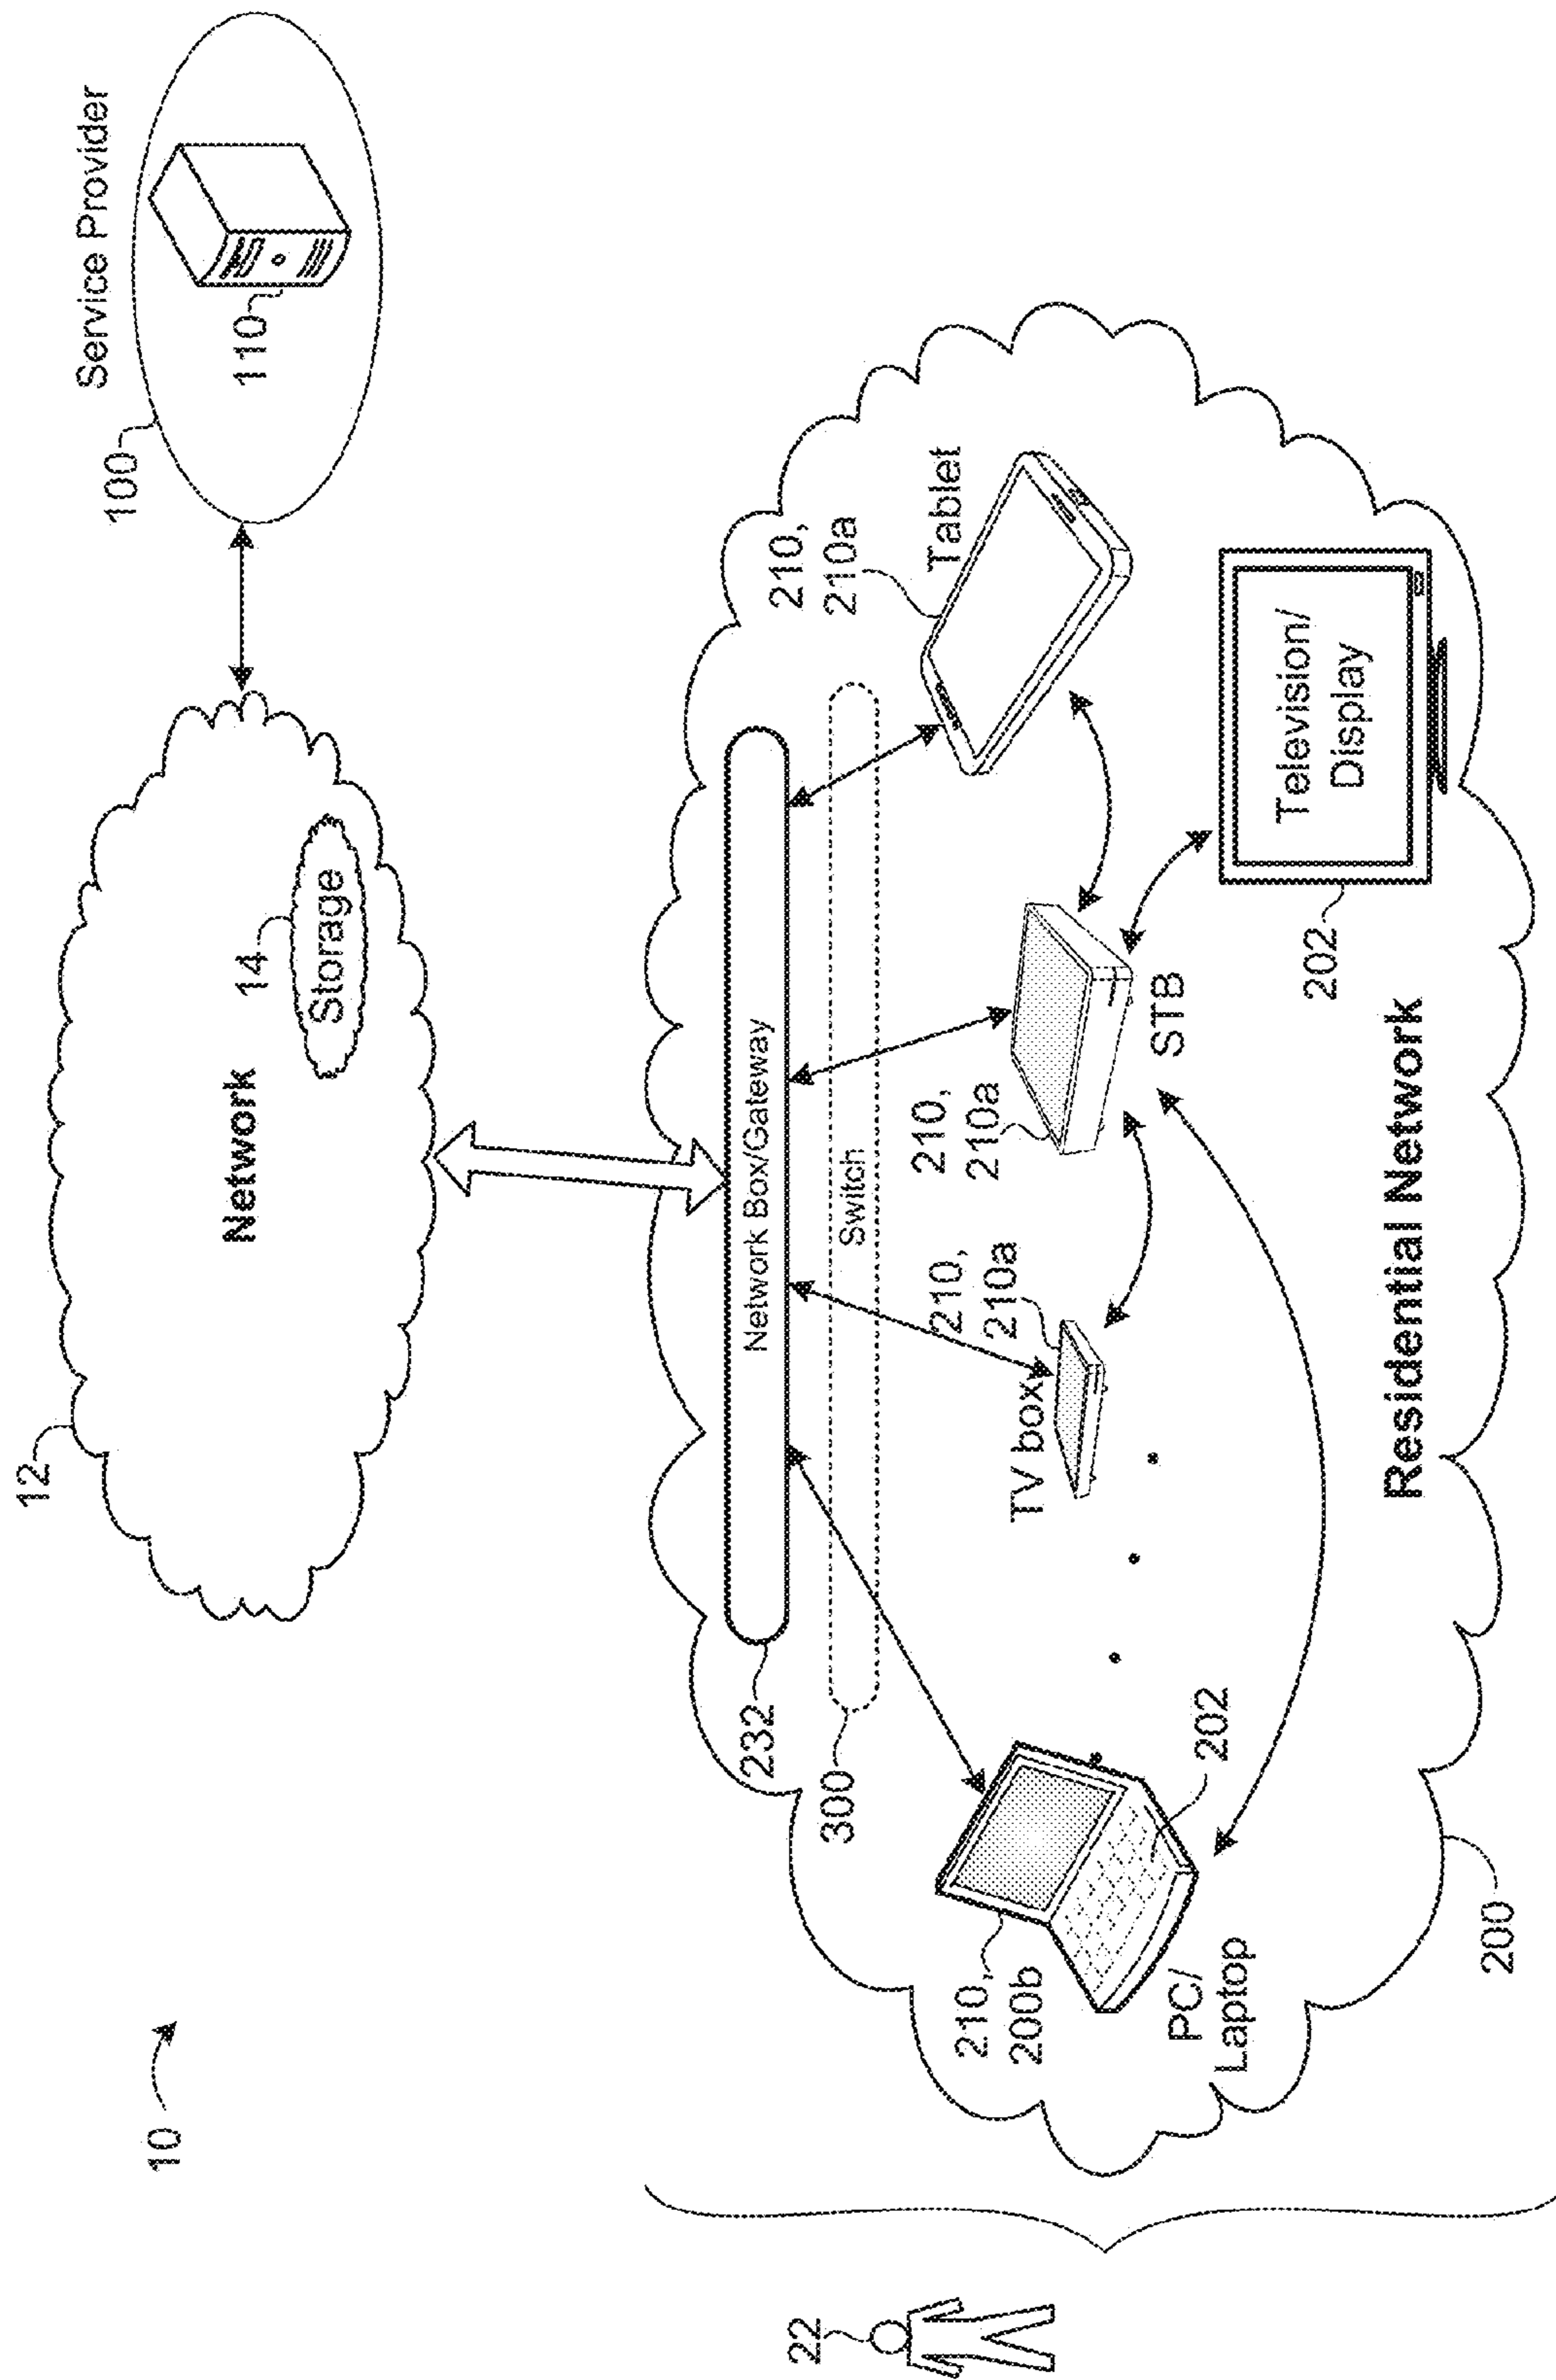 10
12
Network
14
Storage
100
Service Provider
110
22
232
Network Box/Gateway
300
Switch
210,
200b
PC/
Laptop
202
TV box
210,
210a
210,
210a
STB
210,
210a
Tablet
202
Television/
Display
Residential Network
200